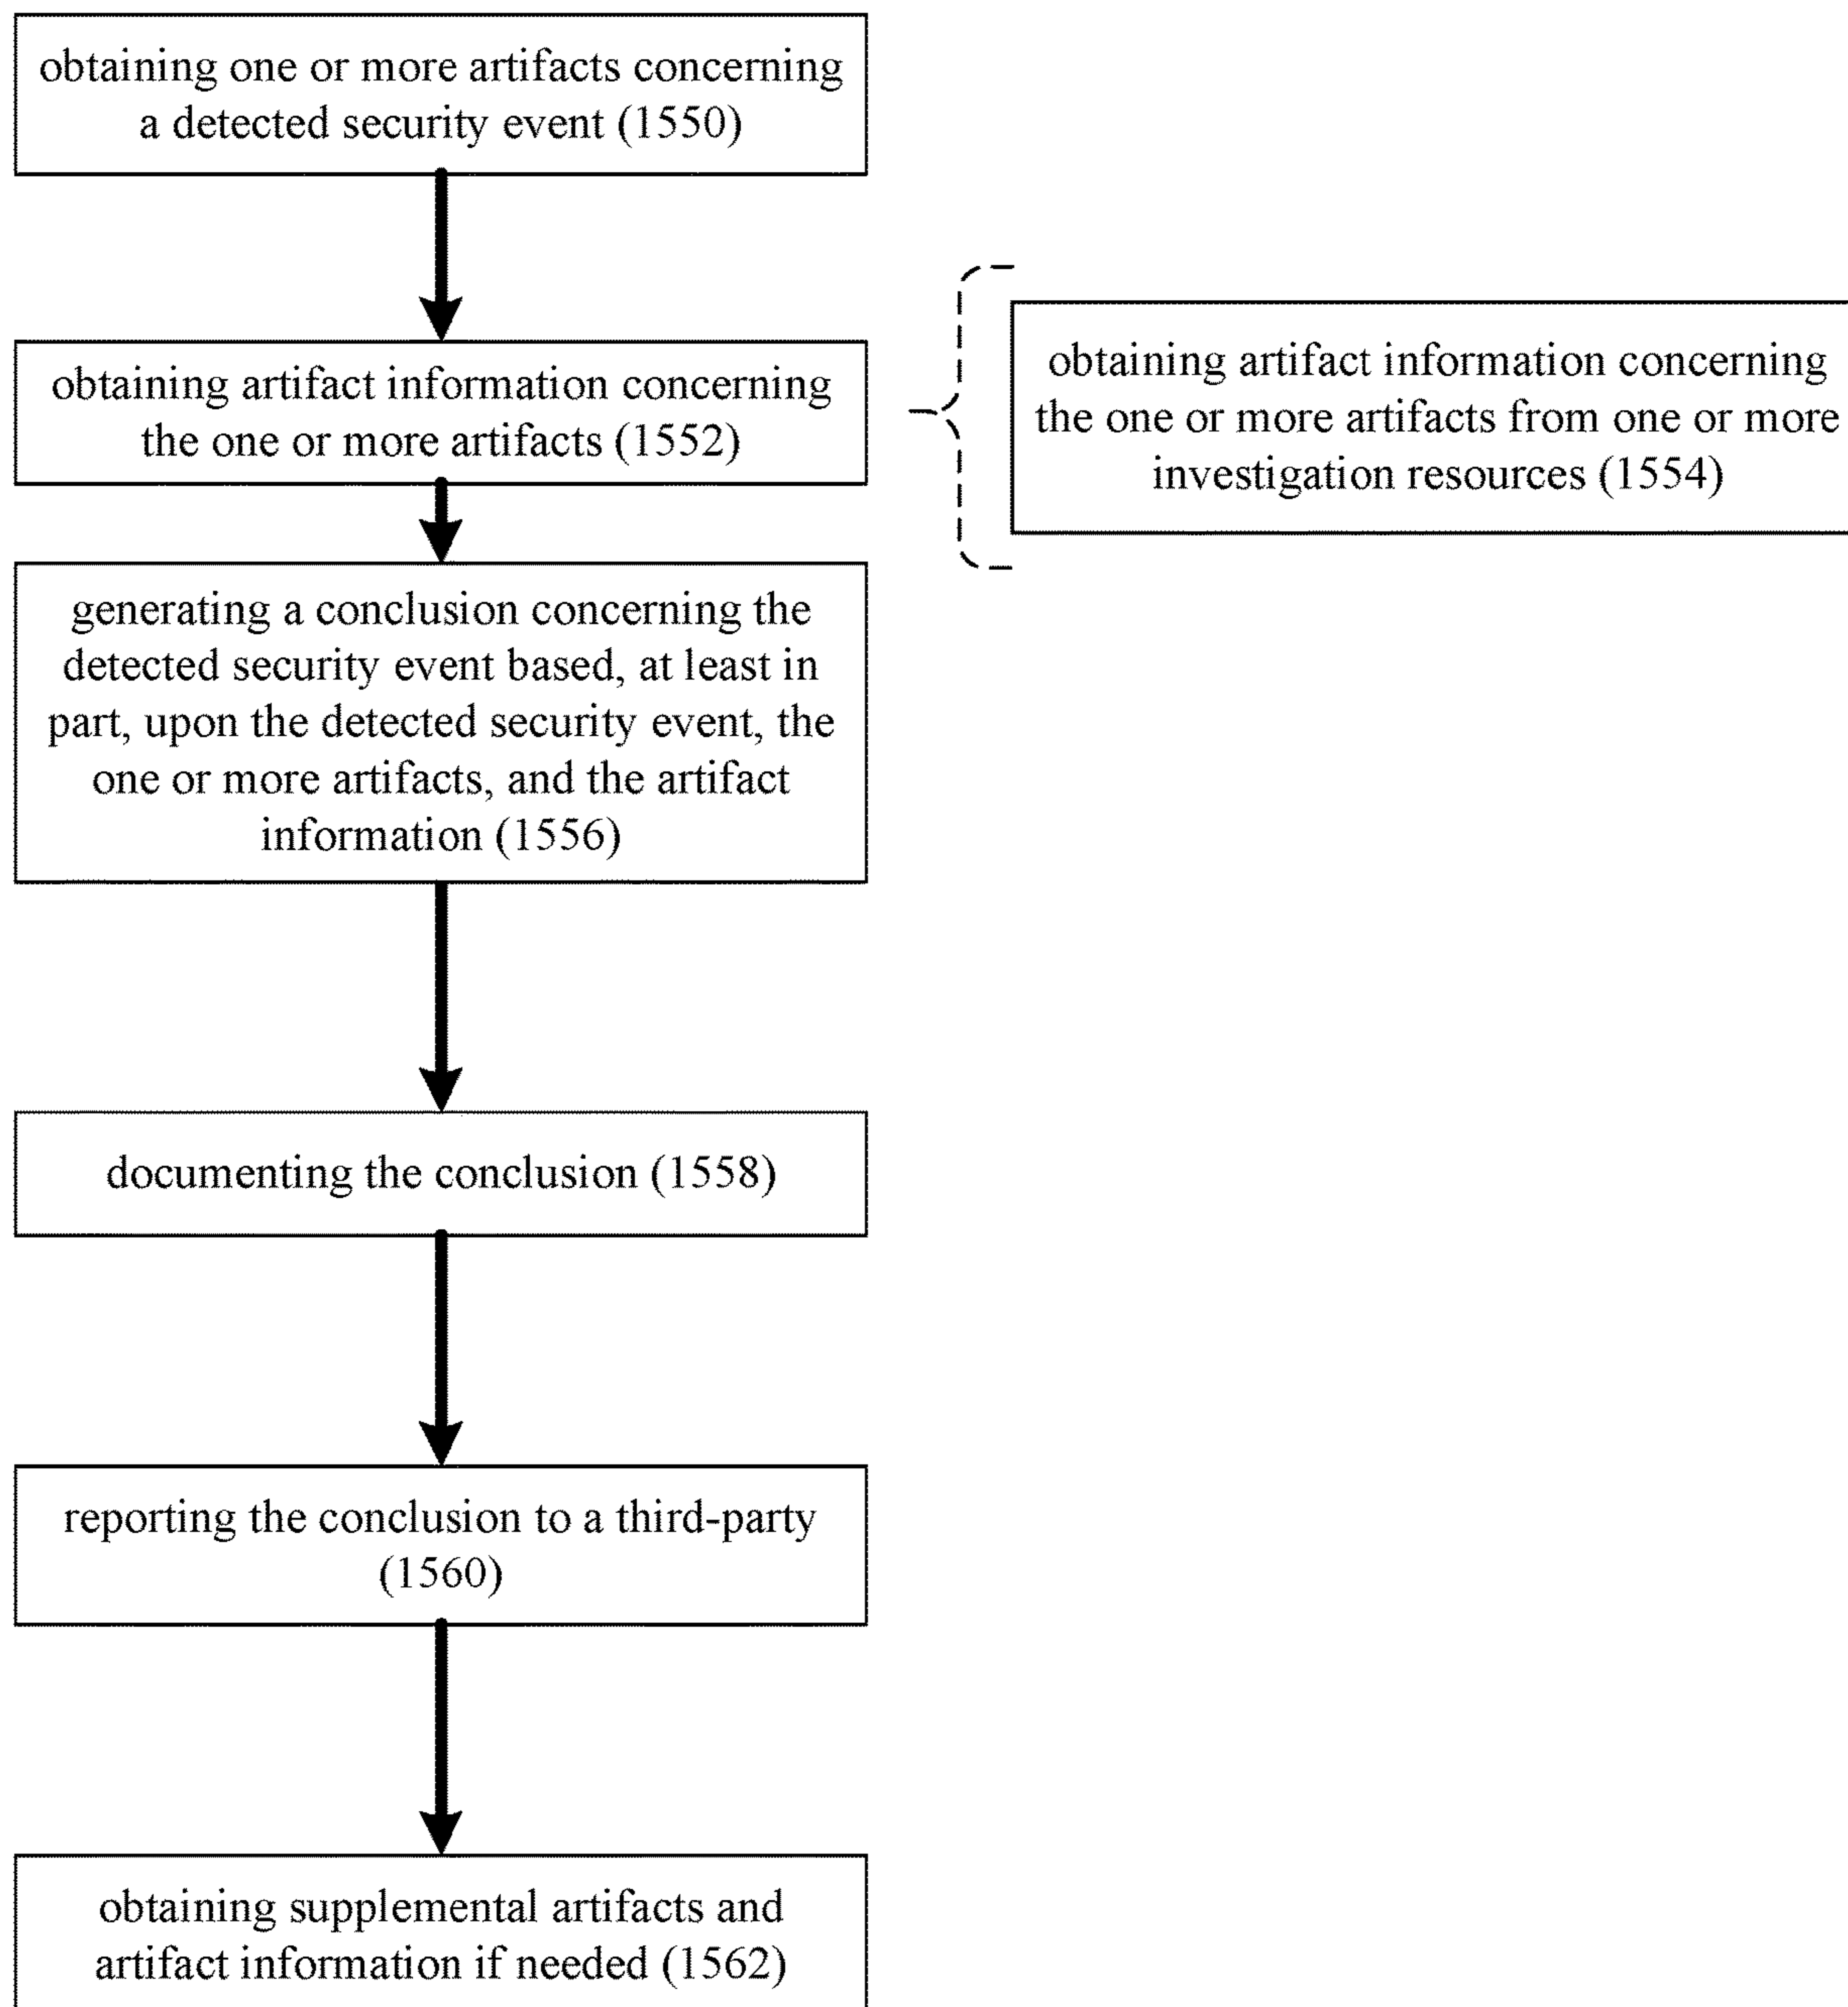 obtaining one or more artifacts concerning
a detected security event (1550)
obtaining artifact information concerning
the one or more artifacts (1552)
obtaining artifact information concerning
the one or more artifacts from one or more
investigation resources (1554)
generating a conclusion concerning the
detected security event based, at least in
part, upon the detected security event, the
one or more artifacts, and the artifact
information (1556)
documenting the conclusion (1558)
reporting the conclusion to a third-party
(1560)
obtaining supplemental artifacts and
artifact information if needed (1562)